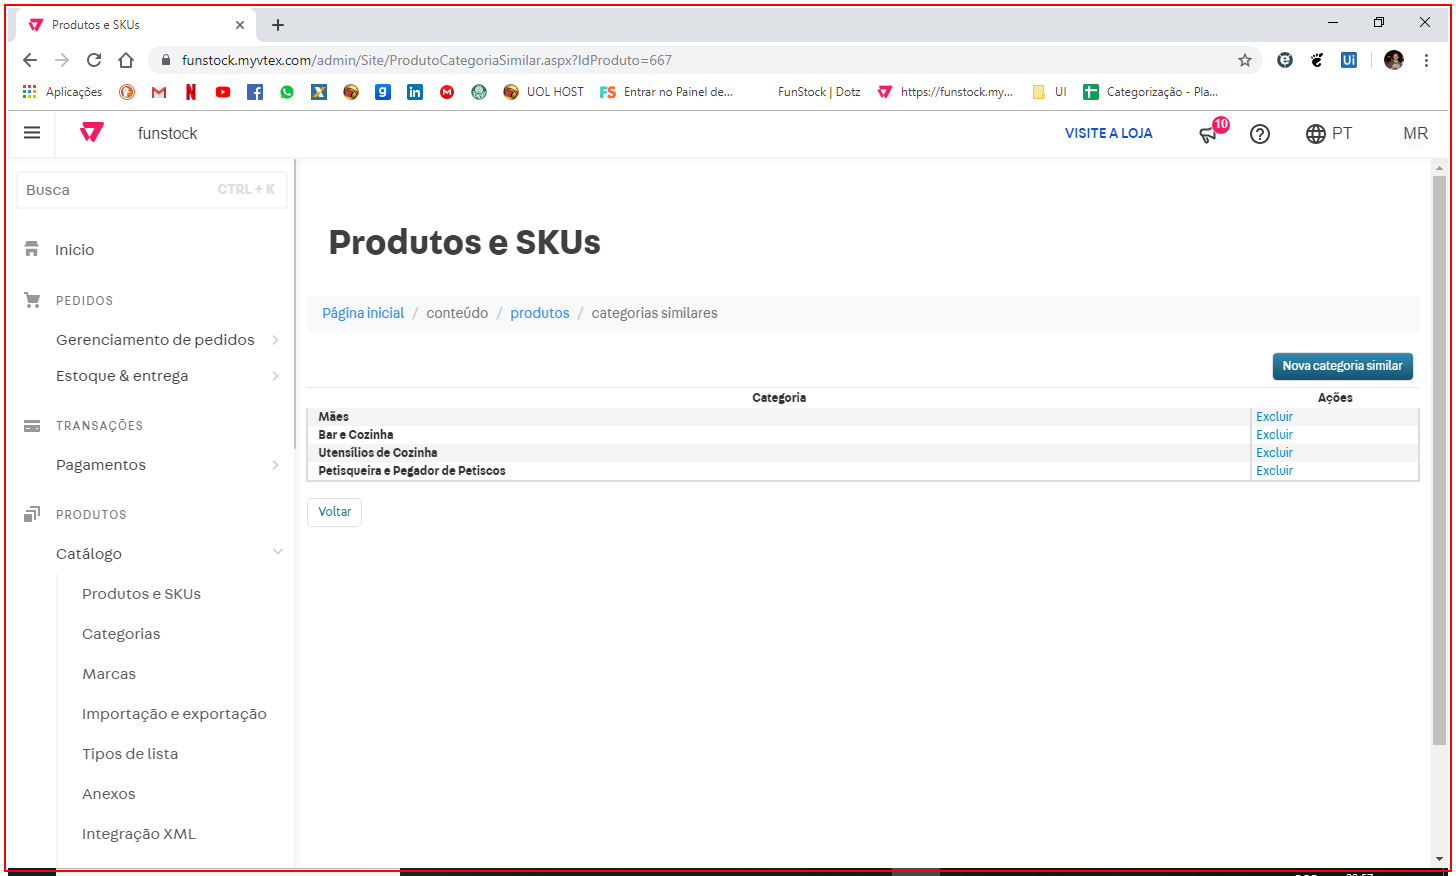 Produtos e SKUs
funstock.myvtex.com/admin/Site/ProdutoCategoriaSimilar.aspx?IdProduto=667
Aplicações UOL HOST Entrar no Painel de... FunStock | Dotz https://funstock.my... UI Categorização - Pla...
funstock VISITE A LOJA 10 PT MR
Busca CTRL + K
Inicio
PEDIDOS
Gerenciamento de pedidos
Estoque & entrega
TRANSAÇÕES
Pagamentos
PRODUTOS
Catálogo
Produtos e SKUs
Categorias
Marcas
Importação e exportação
Tipos de lista
Anexos
Integração XML
Produtos e SKUs
Página inicial / conteúdo / produtos / categorias similares
Nova categoria similar
Categoria Ações
Mães Excluir
Bar e Cozinha Excluir
Utensílios de Cozinha Excluir
Petisqueira e Pegador de Petiscos Excluir
Voltar